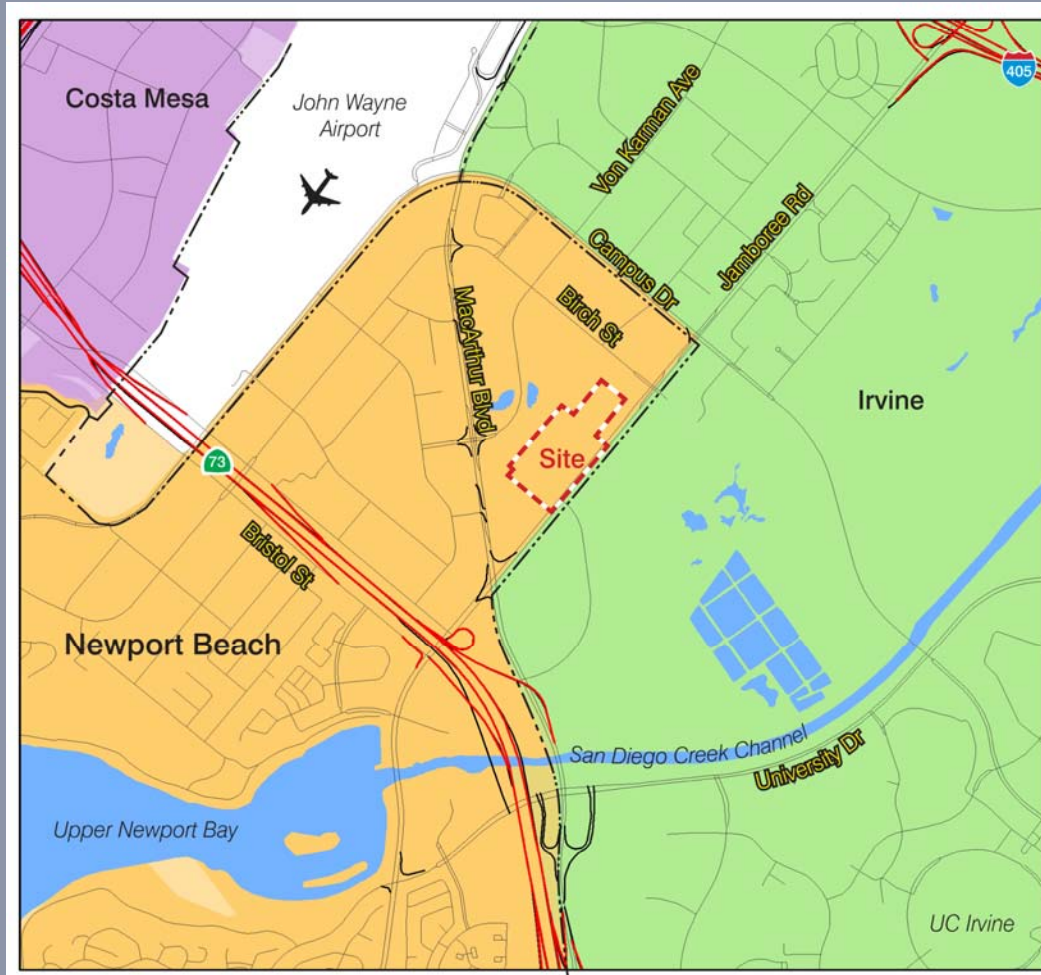 405
Costa Mesa
John Wayne
Airport
Von Karman Ave
Jamboree Rd
Campus Dr
Birch St
MacArthur Blvd
Irvine
Site
73
Bristol St
Newport Beach
San Diego Creek Channel
University Dr
Upper Newport Bay
UC Irvine